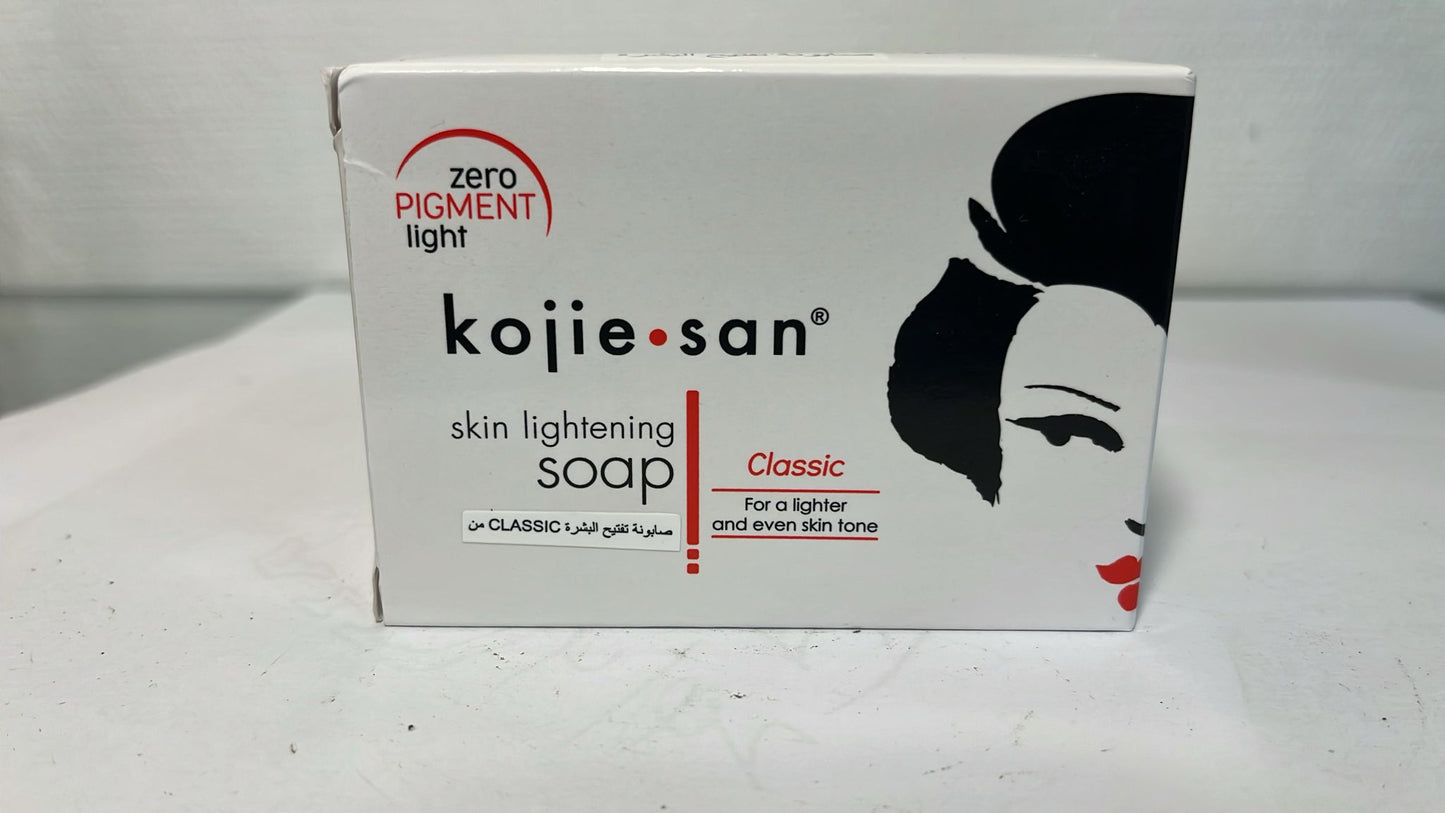 zero
PIGMENT
light
kojie•san®
skin lightening
soap
صابونة تفتيح البشرة CLASSIC من
Classic
For a lighter
and even skin tone